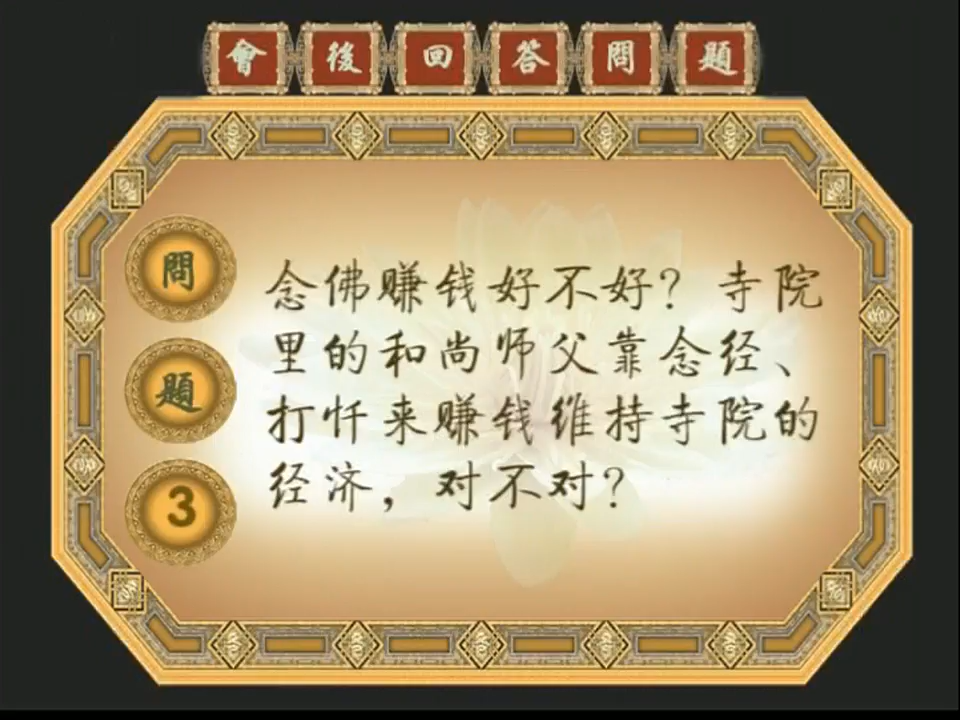 會後回答問題
問題3
念佛赚钱好不好？寺院
里的和尚师父靠念经、
打忏来赚钱维持寺院的
经济，对不对？